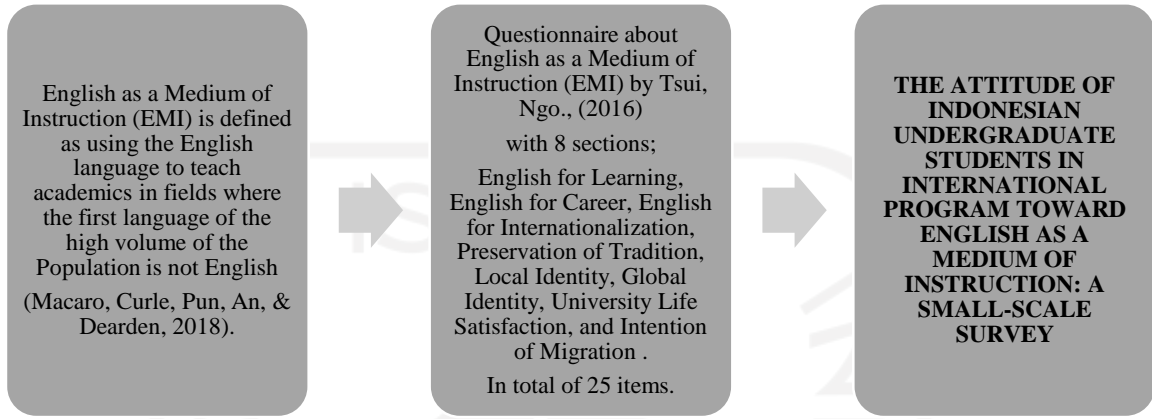 English as a Medium of
Instruction (EMI) is defined
as using the English
language to teach
academics in fields where
the first language of the
high volume of the
Population is not English
(Macaro, Curle, Pun, An, &
Dearden, 2018).
Questionnaire about
English as a Medium of
Instruction (EMI) by Tsui,
Ngo., (2016)
with 8 sections;
English for Learning,
English for Career, English
for Internationalization,
Preservation of Tradition,
Local Identity, Global
Identity, University Life
Satisfaction, and Intention
of Migration .
In total of 25 items.
THE ATTITUDE OF
INDONESIAN
UNDERGRADUATE
STUDENTS IN
INTERNATIONAL
PROGRAM TOWARD
ENGLISH AS A
MEDIUM OF
INSTRUCTION: A
SMALL-SCALE
SURVEY